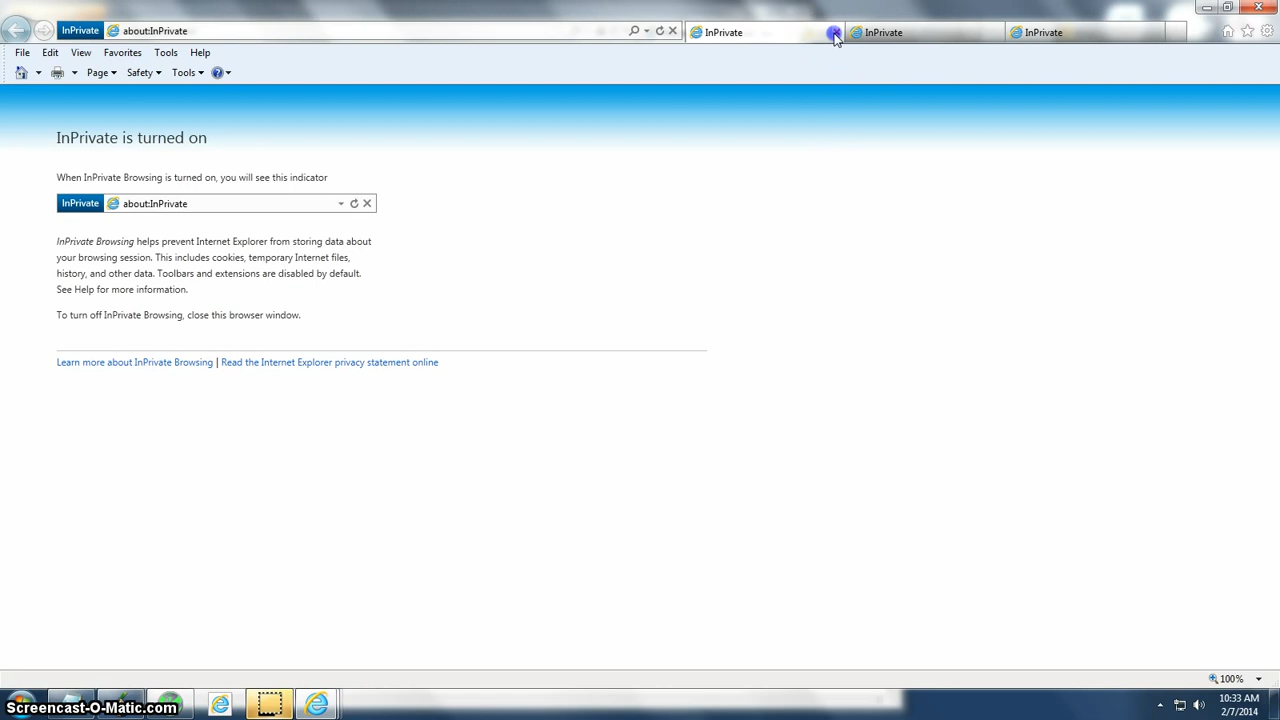 InPrivate about:InPrivate InPrivate InPrivate InPrivate
File Edit View Favorites Tools Help
Page Safety Tools
InPrivate is turned on
When InPrivate Browsing is turned on, you will see this indicator
InPrivate about:InPrivate
InPrivate Browsing helps prevent Internet Explorer from storing data about
your browsing session. This includes cookies, temporary Internet files,
history, and other data. Toolbars and extensions are disabled by default.
See Help for more information.
To turn off InPrivate Browsing, close this browser window.
Learn more about InPrivate Browsing | Read the Internet Explorer privacy statement online
100%
10:33 AM
2/7/2014
Screencast-O-Matic.com